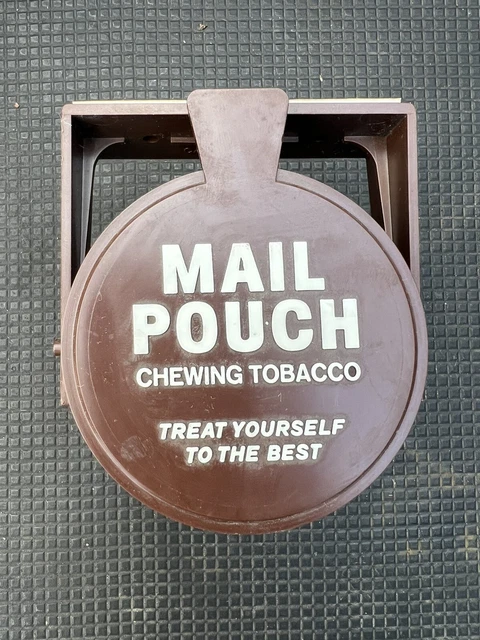 MAIL
POUCH
CHEWING TOBACCO
TREAT YOURSELF
TO THE BEST